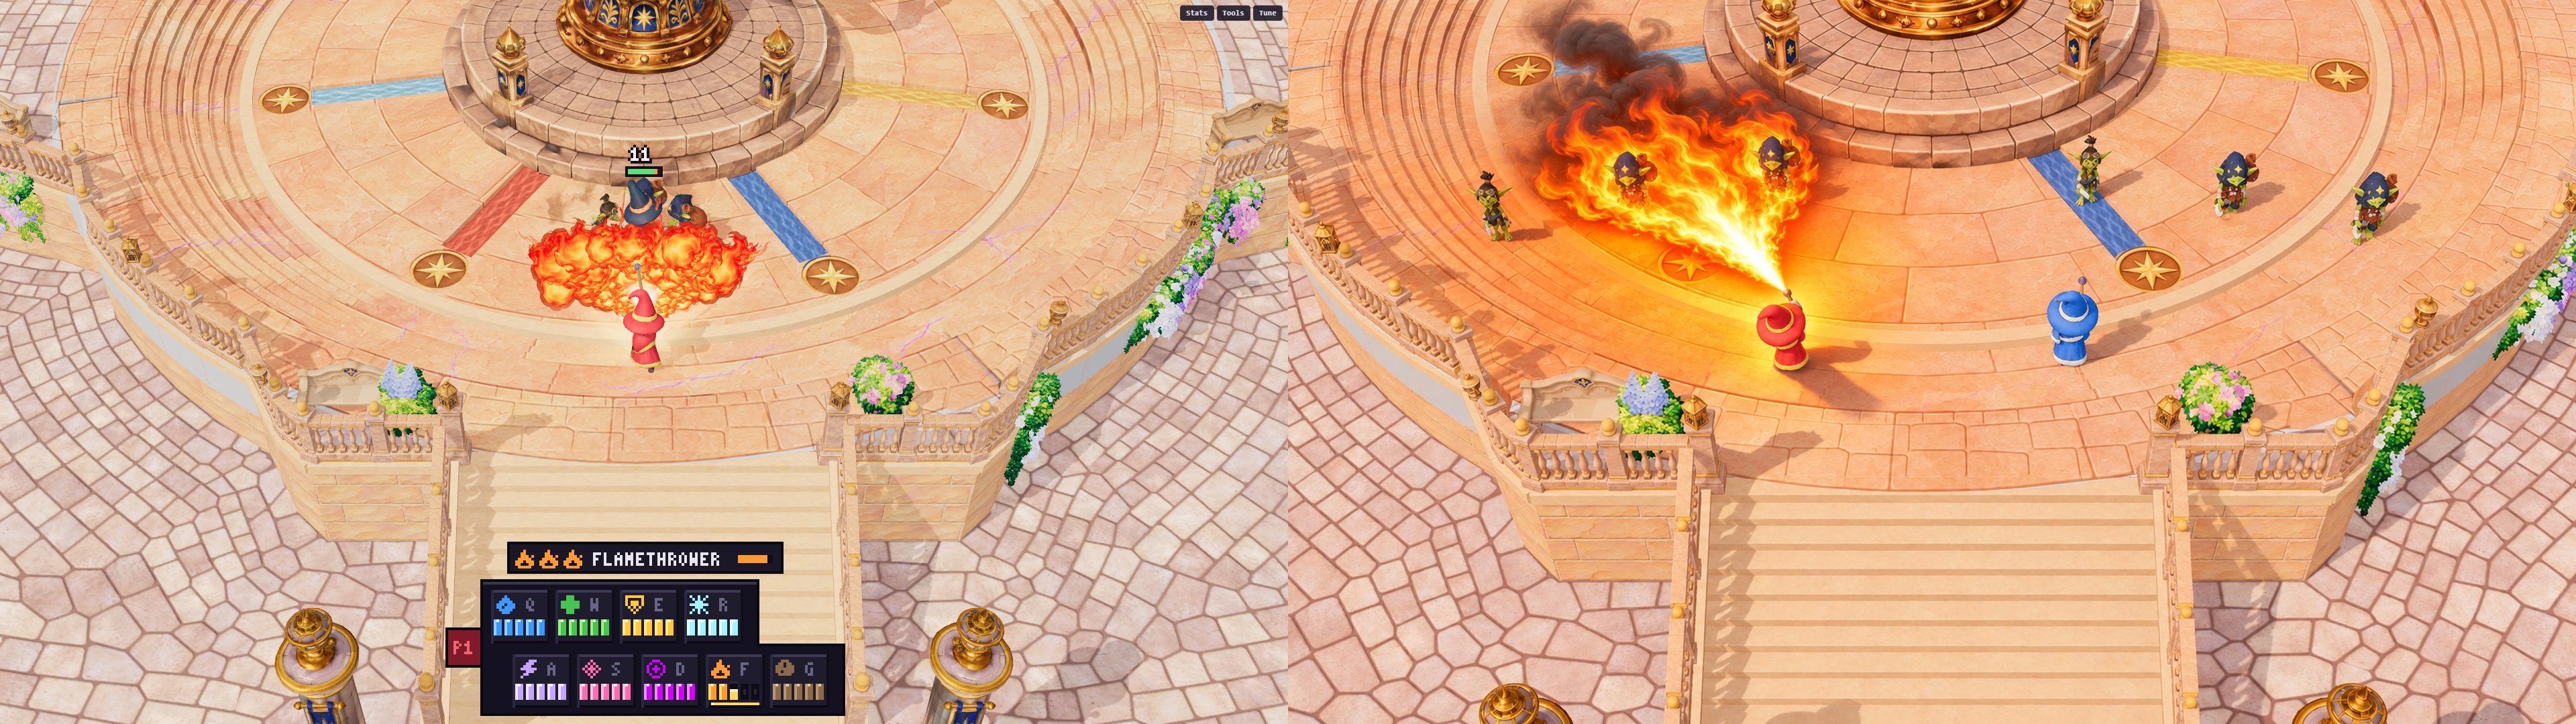 Stats Tools Tune
11
FLAMETHROWER
Q W E R
P1
A S D F G